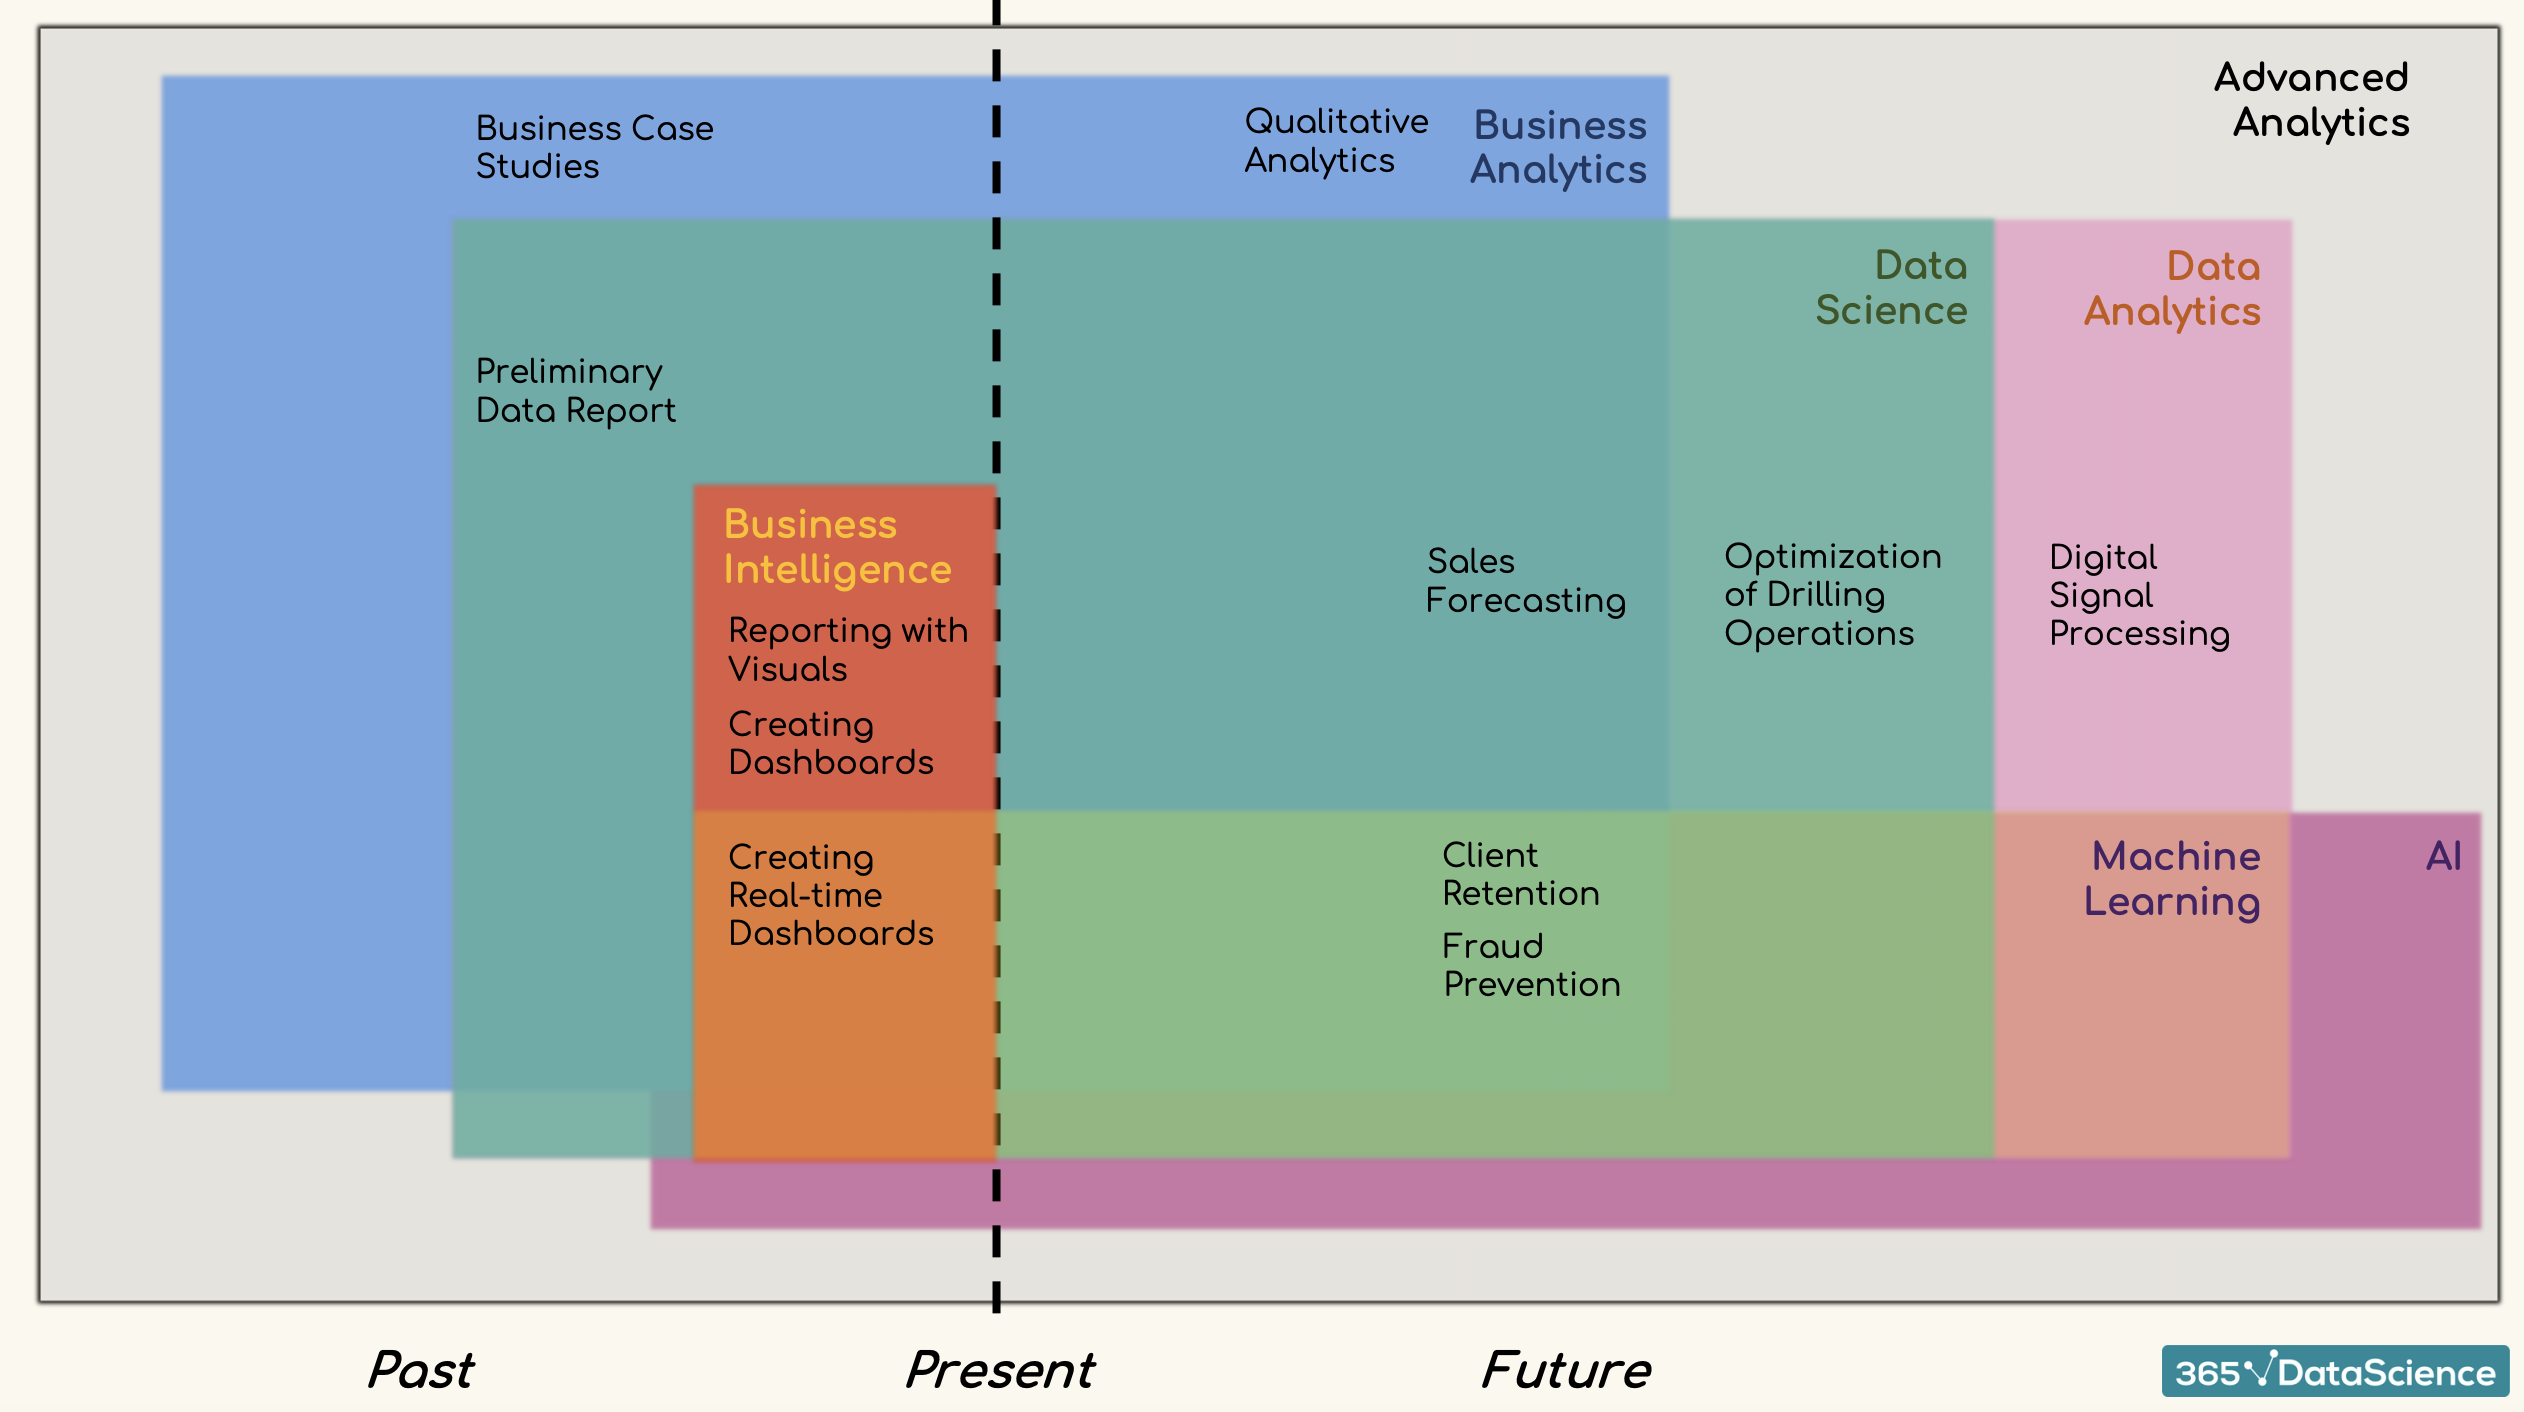 Advanced
Analytics
Business Case
Studies
Qualitative
Analytics
Business
Analytics
Data
Science
Data
Analytics
Preliminary
Data Report
Business
Intelligence
Reporting with
Visuals
Creating
Dashboards
Sales
Forecasting
Optimization
of Drilling
Operations
Digital
Signal
Processing
Creating
Real-time
Dashboards
Client
Retention
Fraud
Prevention
Machine
Learning
AI
Past
Present
Future
365 DataScience